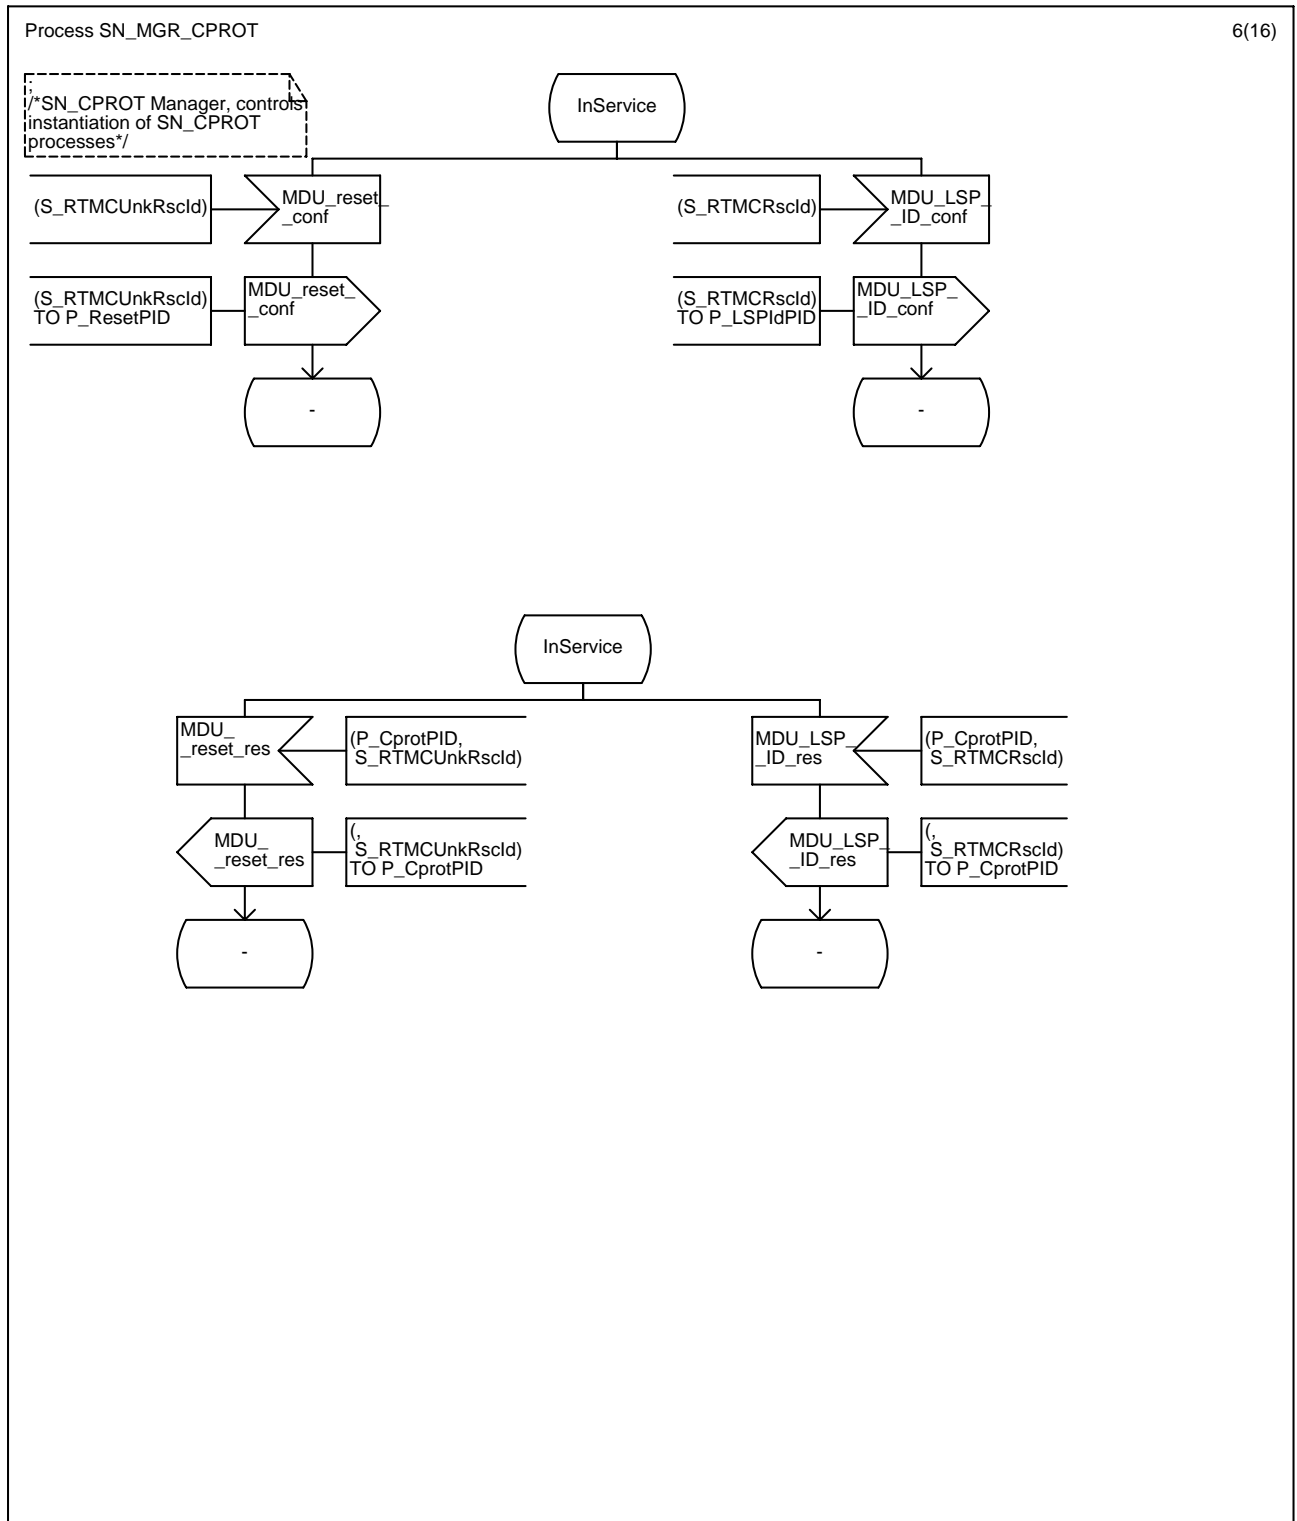 Process SN_MGR_CPROT
6(16)
;
/*SN_CPROT Manager, controls
instantiation of SN_CPROT
processes*/
InService
(S_RTMCUnkRscId)
MDU_reset_
_conf
(S_RTMCRscId)
MDU_LSP_
_ID_conf
(S_RTMCUnkRscId)
TO P_ResetPID
MDU_reset_
_conf
(S_RTMCRscId)
TO P_LSPIdPID
MDU_LSP_
_ID_conf
-
-
InService
MDU_
_reset_res
(P_CprotPID,
S_RTMCUnkRscId)
MDU_LSP_
_ID_res
(P_CprotPID,
S_RTMCRscId)
MDU_
_reset_res
(,
S_RTMCUnkRscId)
TO P_CprotPID
MDU_LSP_
_ID_res
(,
S_RTMCRscId)
TO P_CprotPID
-
-